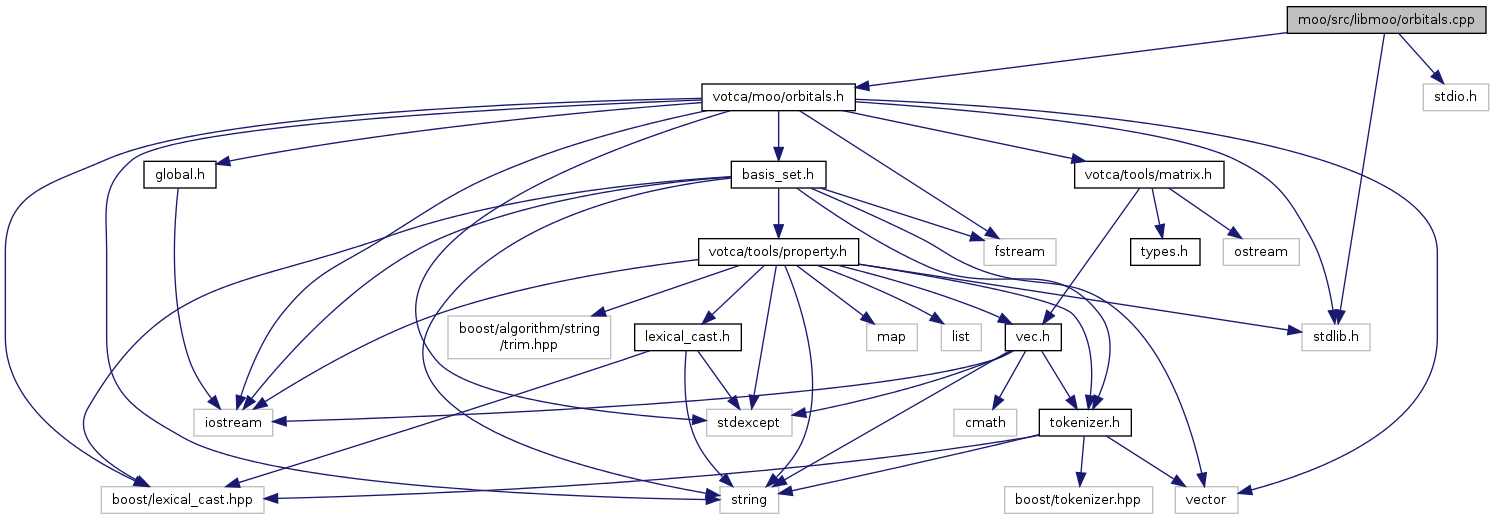 moo/src/libmoo/orbitals.cpp
votca/moo/orbitals.h
stdio.h
global.h
basis_set.h
votca/tools/matrix.h
votca/tools/property.h
fstream
types.h
ostream
boost/algorithm/string
/trim.hpp
lexical_cast.h
map
list
vec.h
stdlib.h
iostream
stdexcept
cmath
tokenizer.h
boost/lexical_cast.hpp
string
boost/tokenizer.hpp
vector